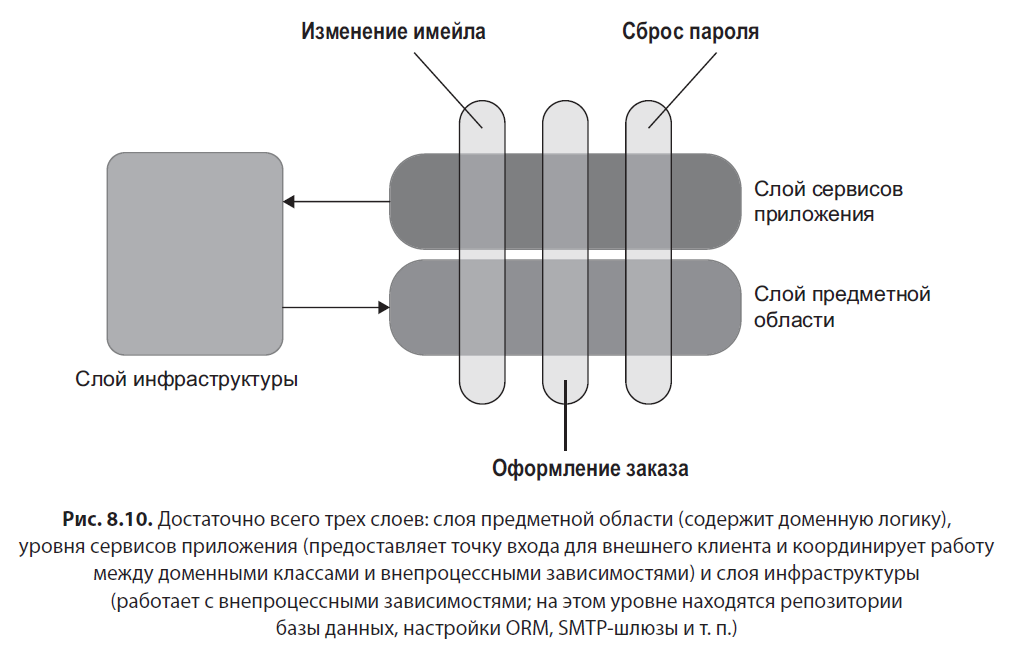 Изменение имейла
Сброс пароля
Слой сервисов
приложения
Слой предметной
области
Слой инфраструктуры
Оформление заказа
Рис. 8.10. Достаточно всего трех слоев: слоя предметной области (содержит доменную логику),
уровня сервисов приложения (предоставляет точку входа для внешнего клиента и координирует работу
между доменными классами и внепроцессными зависимостями) и слоя инфраструктуры
(работает с внепроцессными зависимостями; на этом уровне находятся репозитории
базы данных, настройки ORM, SMTP-шлюзы и т. п.)